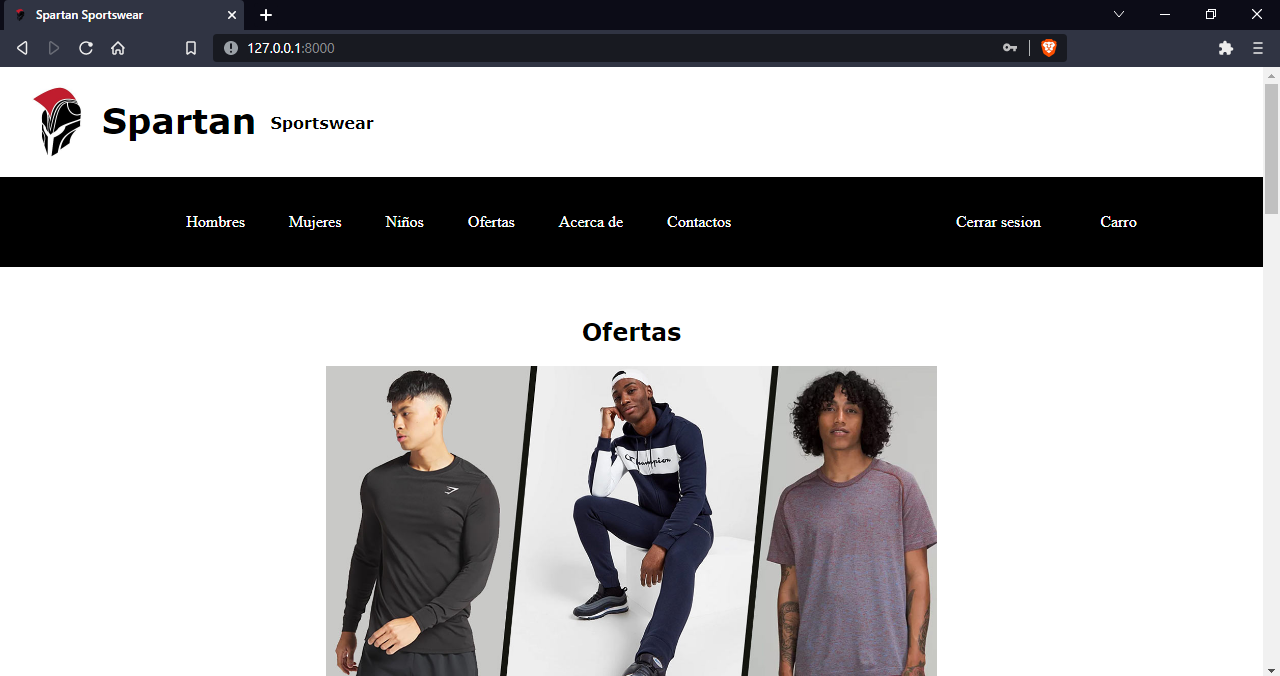 Spartan Sportswear
127.0.0.1:8000
Spartan Sportswear
Hombres Mujeres Niños Ofertas Acerca de Contactos Cerrar sesion Carro
Ofertas
Champion